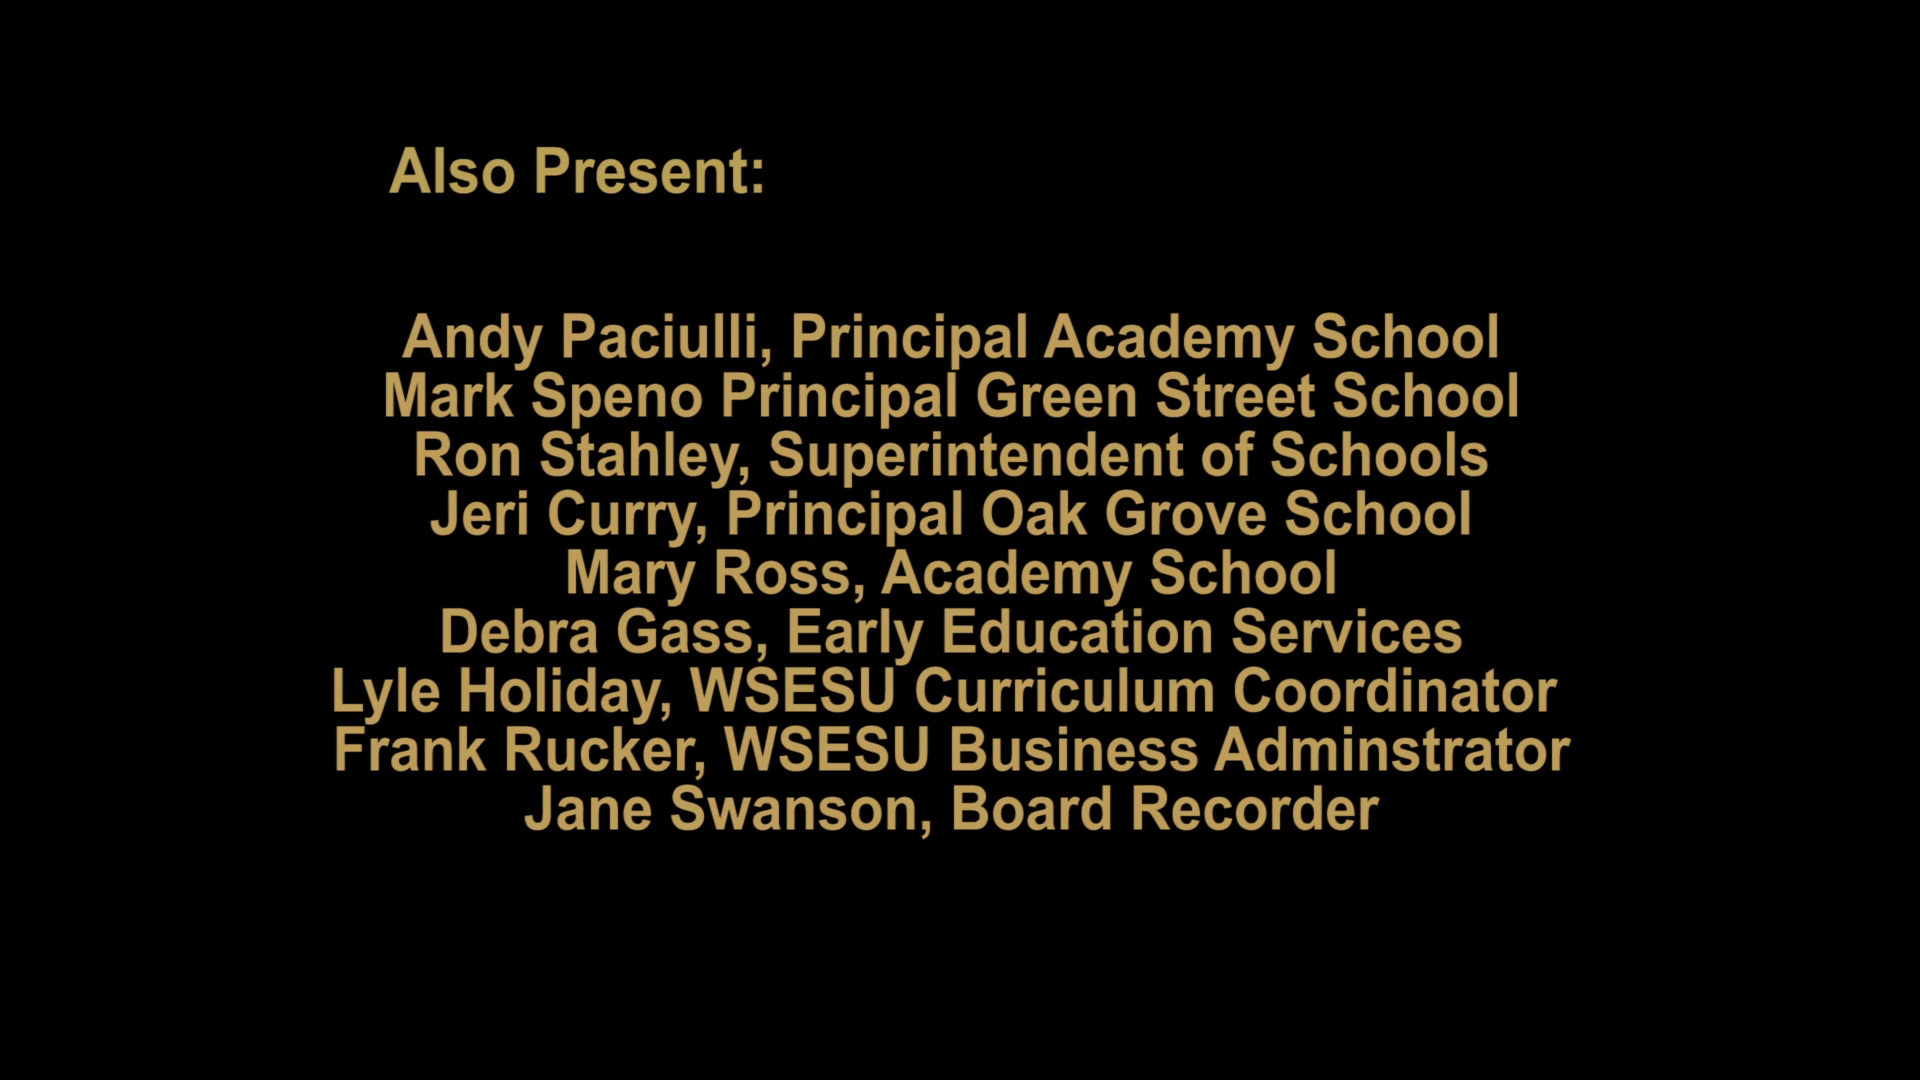 Also Present:
Andy Paciulli, Principal Academy School
Mark Speno Principal Green Street School
Ron Stahley, Superintendent of Schools
Jeri Curry, Principal Oak Grove School
Mary Ross, Academy School
Debra Gass, Early Education Services
Lyle Holiday, WSESU Curriculum Coordinator
Frank Rucker, WSESU Business Adminstrator
Jane Swanson, Board Recorder